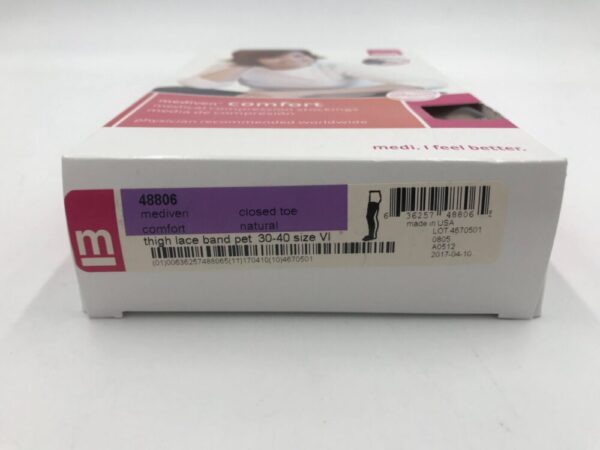 mediven® comfort
medical compression stockings
media de compresión
physician recommended worldwide
medi. I feel better.
m
48806
mediven closed toe
comfort natural
thigh lace band pet 30-40 size VI
(01)00636257488065(11)170410(10)4670501
6 36257 48806 5
made in USA
LOT 4670501
0805
A0512
2017-04-10